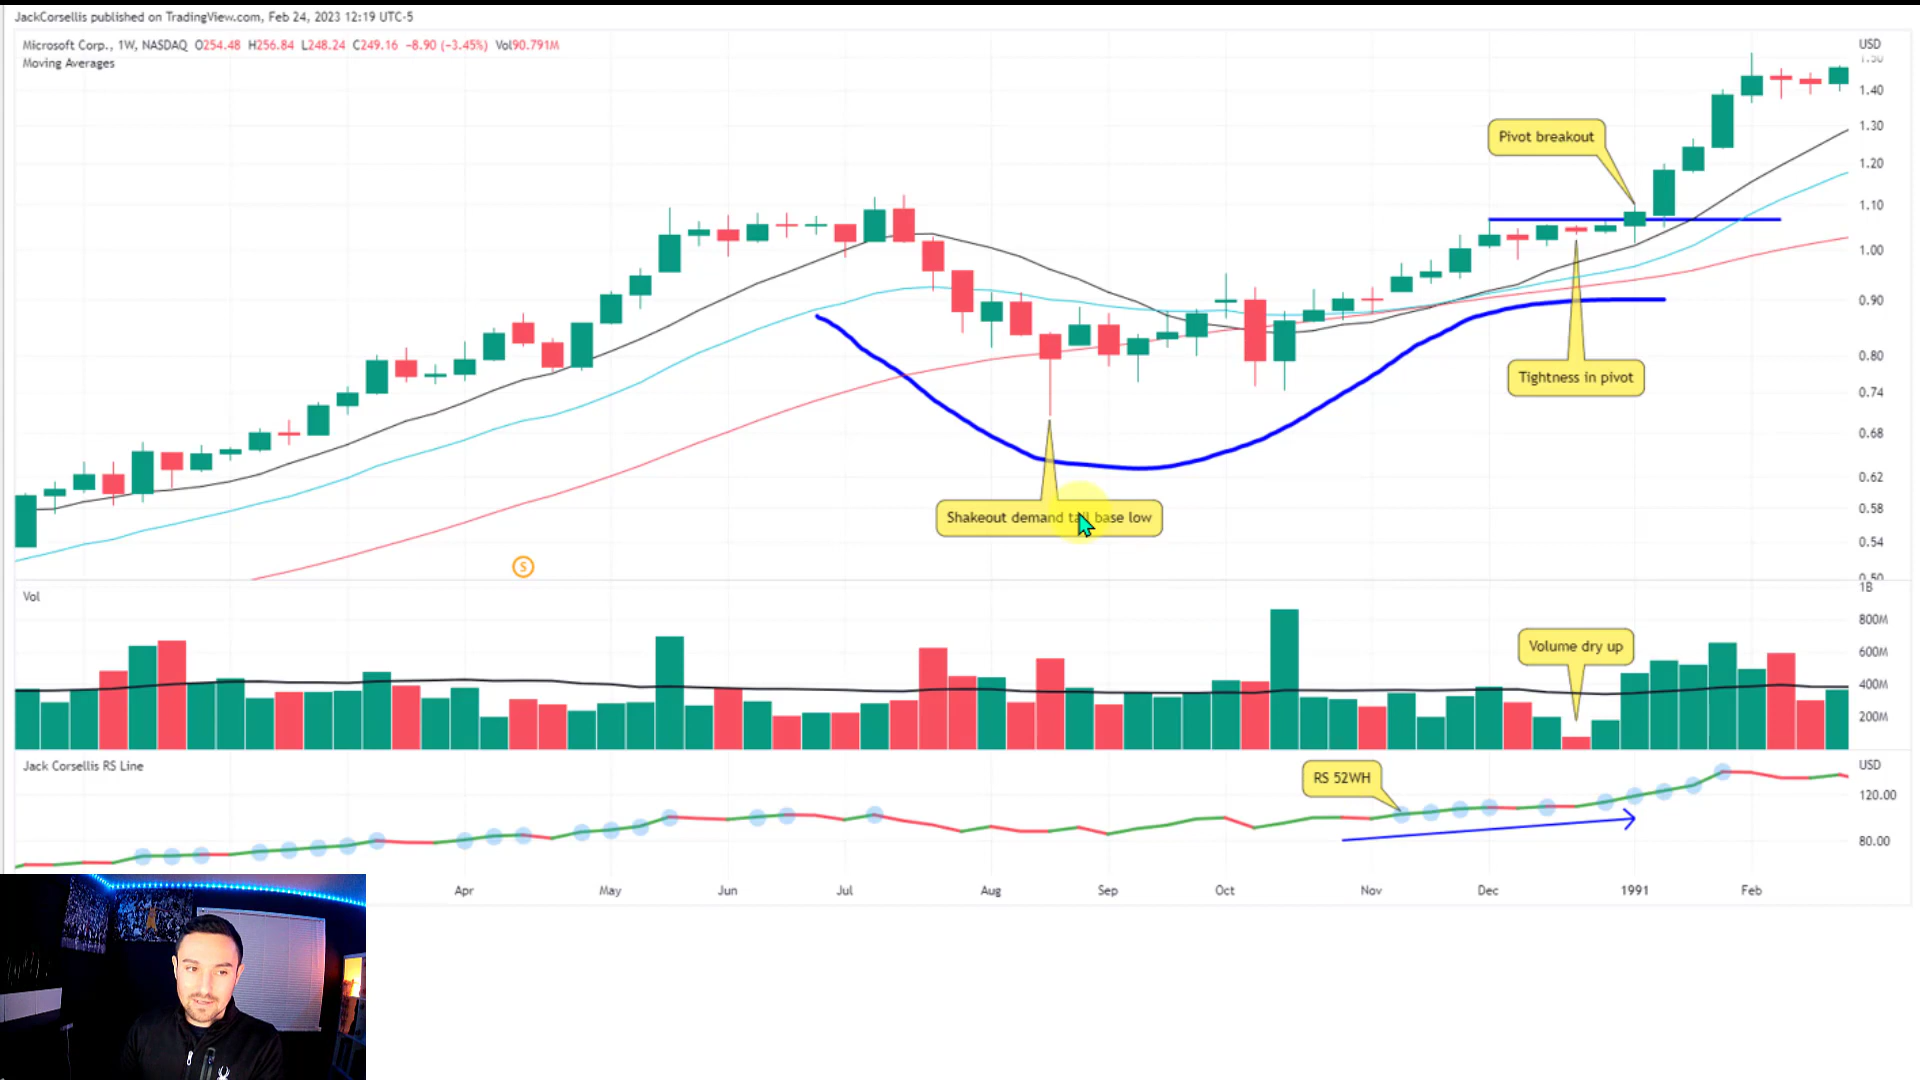 JackCorsellis published on TradingView.com, Feb 24, 2023 12:19 UTC-5
Microsoft Corp., 1W, NASDAQ O254.48 H256.84 L248.24 C249.16 −8.90 (−3.45%) Vol90.791M
Moving Averages
USD
1.50
1.40
1.30
1.20
1.10
1.00
0.90
0.80
0.74
0.68
0.62
0.58
0.54
0.50
Pivot breakout
Tightness in pivot
Shakeout demand tail base low
S
Vol
1B
800M
600M
400M
200M
Volume dry up
Jack Corsellis RS Line
USD
120.00
80.00
RS 52WH
Apr May Jun Jul Aug Sep Oct Nov Dec 1991 Feb